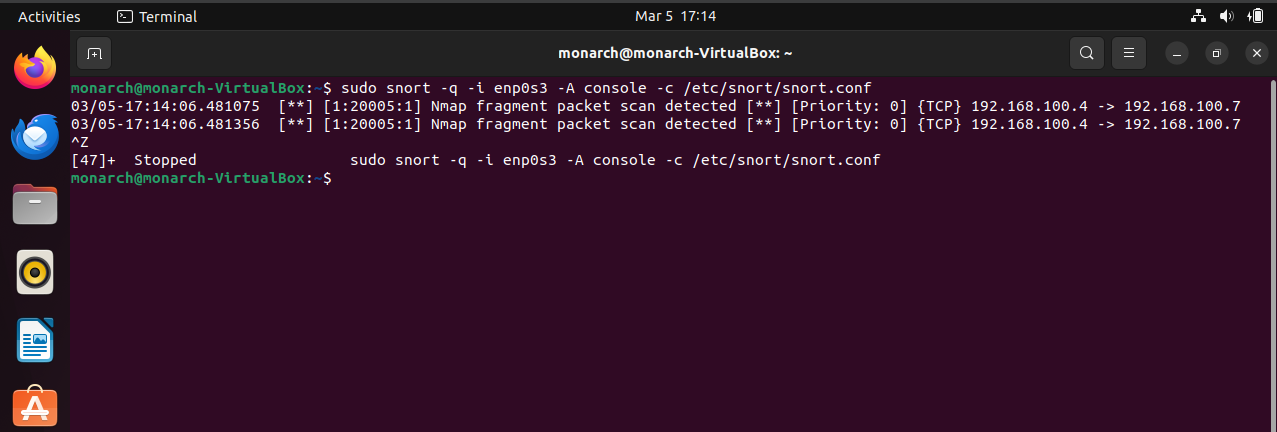 Activities Terminal Mar 5 17:14
monarch@monarch-VirtualBox: ~
monarch@monarch-VirtualBox:~$ sudo snort -q -i enp0s3 -A console -c /etc/snort/snort.conf
03/05-17:14:06.481075  [**] [1:20005:1] Nmap fragment packet scan detected [**] [Priority: 0] {TCP} 192.168.100.4 -> 192.168.100.7
03/05-17:14:06.481356  [**] [1:20005:1] Nmap fragment packet scan detected [**] [Priority: 0] {TCP} 192.168.100.4 -> 192.168.100.7
^Z
[47]+  Stopped                 sudo snort -q -i enp0s3 -A console -c /etc/snort/snort.conf
monarch@monarch-VirtualBox:~$